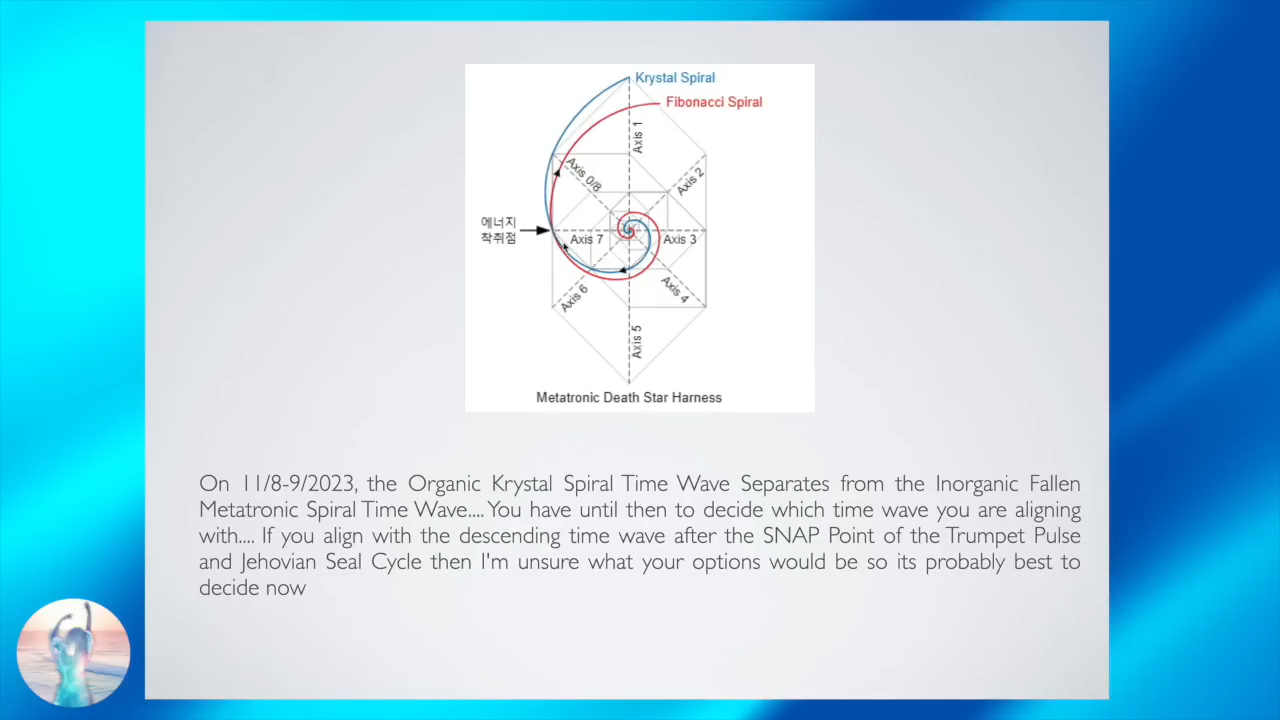 Krystal Spiral
Fibonacci Spiral
Axis 1
Axis 0/8
Axis 2
에너지
착취점
Axis 7
Axis 3
Axis 6
Axis 4
Axis 5
Metatronic Death Star Harness
On 11/8-9/2023, the Organic Krystal Spiral Time Wave Separates from the Inorganic Fallen
Metatronic Spiral Time Wave.... You have until then to decide which time wave you are aligning
with.... If you align with the descending time wave after the SNAP Point of the Trumpet Pulse
and Jehovian Seal Cycle then I'm unsure what your options would be so its probably best to
decide now